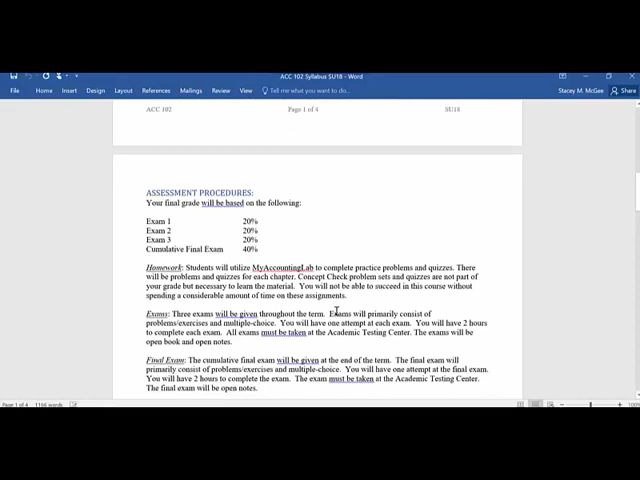 ACC 102 Syllabus SU18 - Word
File Home Insert Design Layout References Mailings Review View Tell me what you want to do... Stacey M. McGee Share
ACC 102 Page 1 of 4 SU18
ASSESSMENT PROCEDURES:
Your final grade will be based on the following:
Exam 1 20%
Exam 2 20%
Exam 3 20%
Cumulative Final Exam 40%
Homework: Students will utilize MyAccountingLab to complete practice problems and quizzes. There
will be problems and quizzes for each chapter. Concept Check problem sets and quizzes are not part of
your grade but necessary to learn the material. You will not be able to succeed in this course without
spending a considerable amount of time on these assignments.
Exams: Three exams will be given throughout the term. Exams will primarily consist of
problems/exercises and multiple-choice. You will have one attempt at each exam. You will have 2 hours
to complete each exam. All exams must be taken at the Academic Testing Center. The exams will be
open book and open notes.
Final Exam: The cumulative final exam will be given at the end of the term. The final exam will
primarily consist of problems/exercises and multiple-choice. You will have one attempt at the final exam.
You will have 2 hours to complete the exam. The exam must be taken at the Academic Testing Center.
The final exam will be open notes.
Page 1 of 4 1166 words 100%